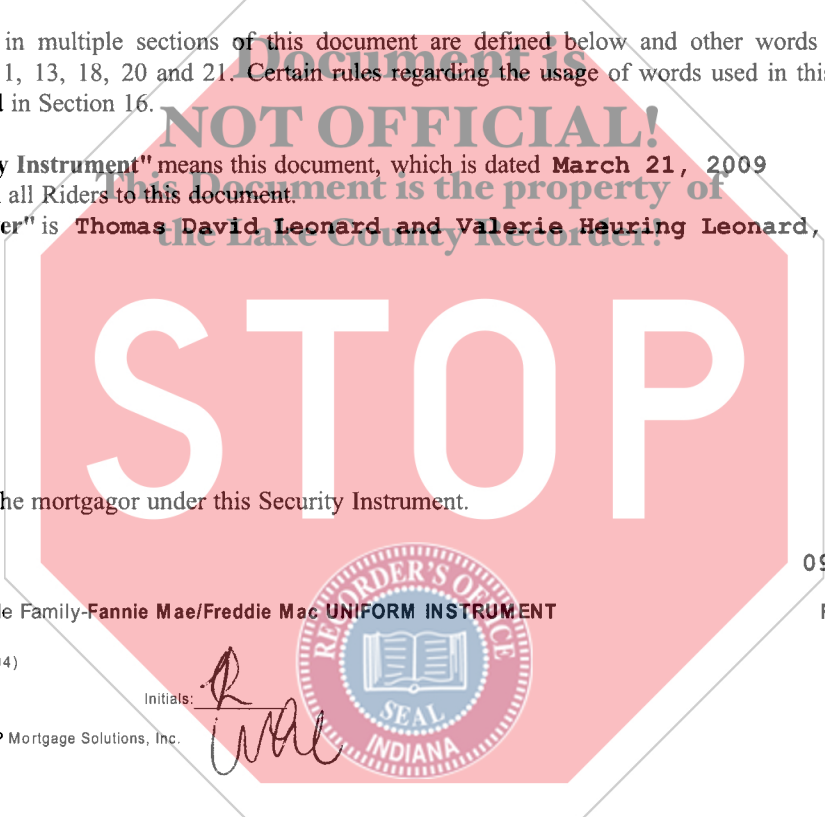 in multiple sections of this document are defined below and other words
1, 13, 18, 20 and 21. Certain rules regarding the usage of words used in this
in Section 16.
Document is
NOT OFFICIAL!
This Document is the property of
the Lake County Recorder!
y Instrument" means this document, which is dated March 21, 2009
all Riders to this document.
er" is Thomas David Leonard and Valerie Heuring Leonard,
STOP
he mortgagor under this Security Instrument.
09
le Family-Fannie Mae/Freddie Mac UNIFORM INSTRUMENT
04)
Initials:
P Mortgage Solutions, Inc.
RECORDER'S OFFICE
SEAL
INDIANA